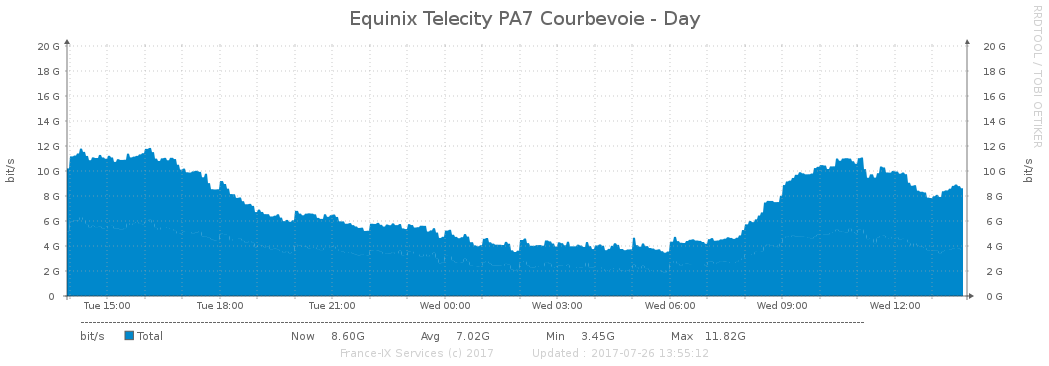 Equinix Telecity PA7 Courbevoie - Day
RRDTOOL / TOBI OETIKER
bit/s
bit/s
20 G 20 G
18 G 18 G
16 G 16 G
14 G 14 G
12 G 12 G
10 G 10 G
8 G 8 G
6 G 6 G
4 G 4 G
2 G 2 G
0 0 G
Tue 15:00 Tue 18:00 Tue 21:00 Wed 00:00 Wed 03:00 Wed 06:00 Wed 09:00 Wed 12:00
bit/s Total Now 8.60G Avg 7.02G Min 3.45G Max 11.82G
France-IX Services (c) 2017 Updated : 2017-07-26 13:55:12